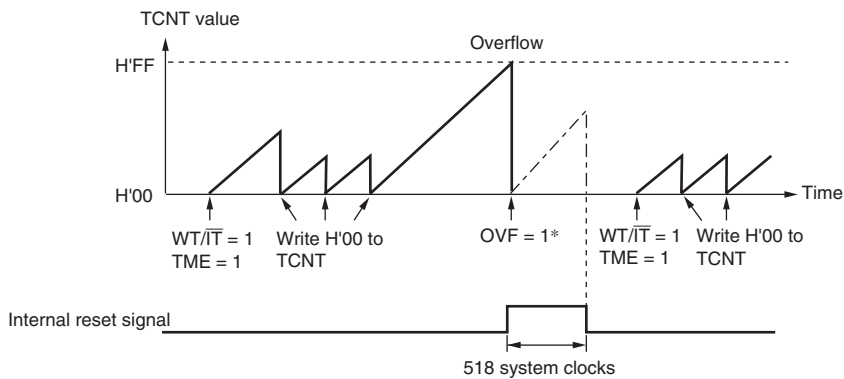 TCNT value
Overflow
H'FF
H'00
Time
WT/IT = 1
TME = 1
Write H'00 to
TCNT
OVF = 1*
WT/IT = 1
TME = 1
Write H'00 to
TCNT
Internal reset signal
518 system clocks